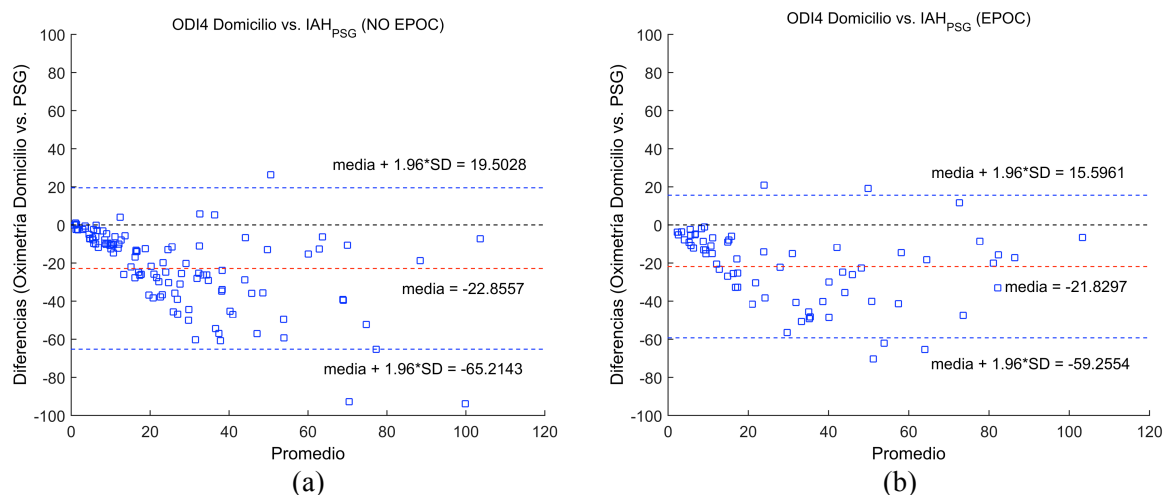 ODI4 Domicilio vs. IAH_PSG (NO EPOC)
Diferencias (Oximetría Domicilio vs. PSG)
100
80
60
40
20
0
-20
-40
-60
-80
-100
media + 1.96*SD = 19.5028
media = -22.8557
media + 1.96*SD = -65.2143
0 20 40 60 80 100 120
Promedio
(a)
ODI4 Domicilio vs. IAH_PSG (EPOC)
Diferencias (Oximetría Domicilio vs. PSG)
100
80
60
40
20
0
-20
-40
-60
-80
-100
media + 1.96*SD = 15.5961
media = -21.8297
media + 1.96*SD = -59.2554
0 20 40 60 80 100 120
Promedio
(b)